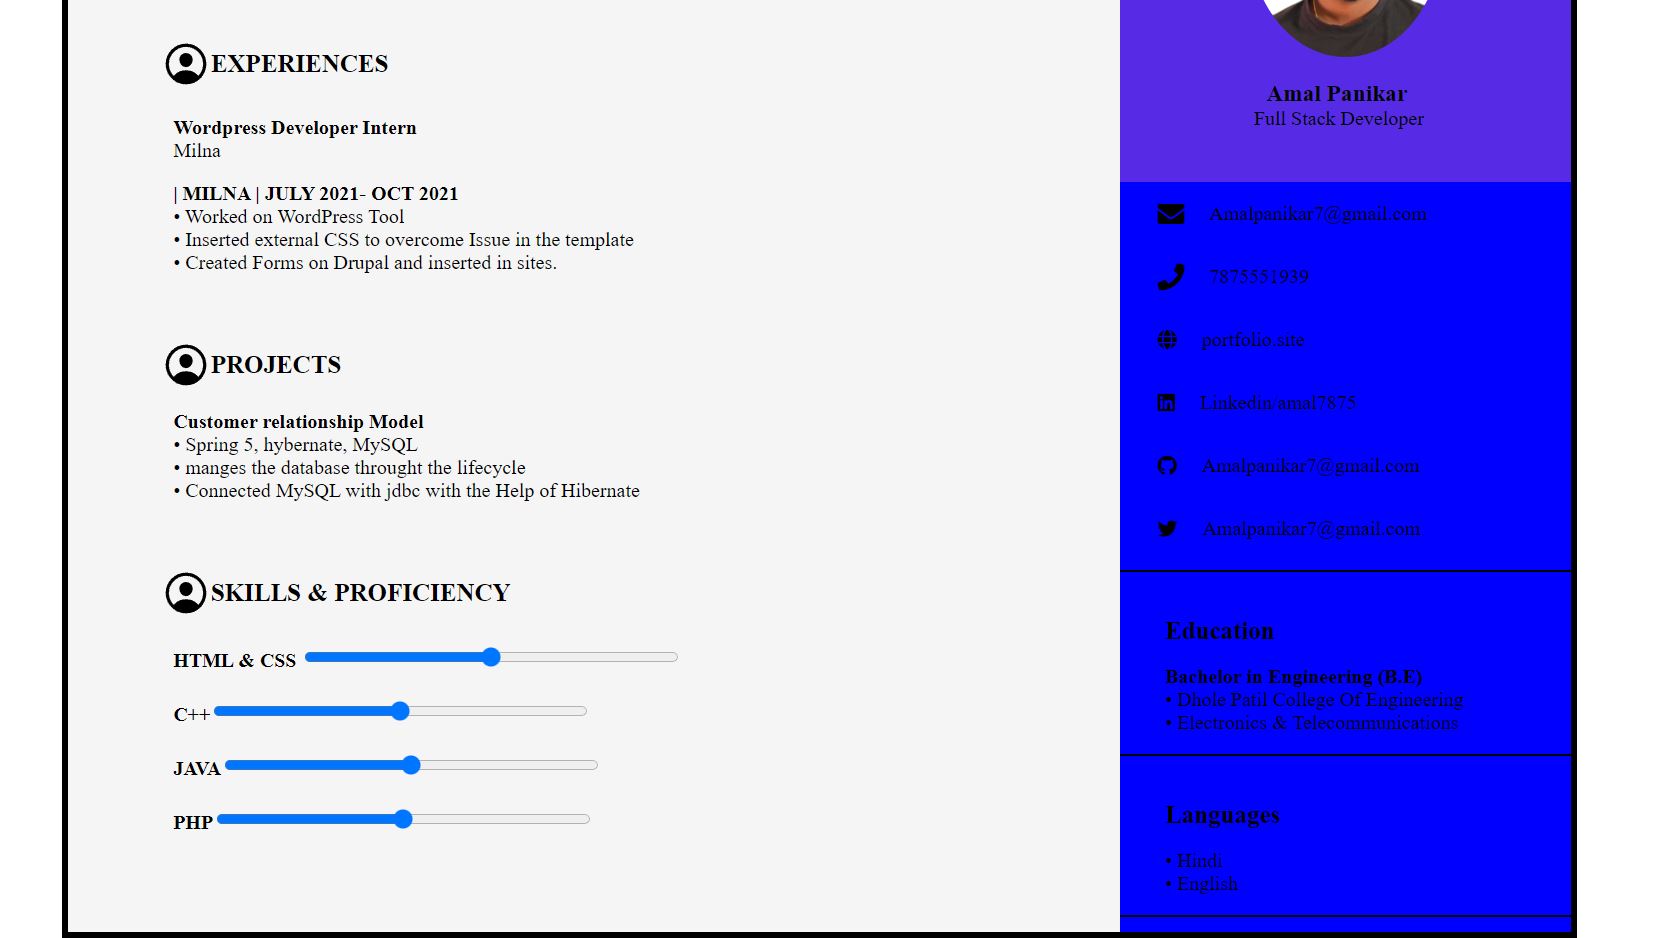 EXPERIENCES
Wordpress Developer Intern
Milna
| MILNA | JULY 2021- OCT 2021
• Worked on WordPress Tool
• Inserted external CSS to overcome Issue in the template
• Created Forms on Drupal and inserted in sites.
PROJECTS
Customer relationship Model
• Spring 5, hybernate, MySQL
• manges the database throught the lifecycle
• Connected MySQL with jdbc with the Help of Hibernate
SKILLS & PROFICIENCY
HTML & CSS
C++
JAVA
PHP
Amal Panikar
Full Stack Developer
Amalpanikar7@gmail.com
7875551939
portfolio.site
Linkedin/amal7875
Amalpanikar7@gmail.com
Amalpanikar7@gmail.com
Education
Bachelor in Engineering (B.E)
• Dhole Patil College Of Engineering
• Electronics & Telecommunications
Languages
• Hindi
• English